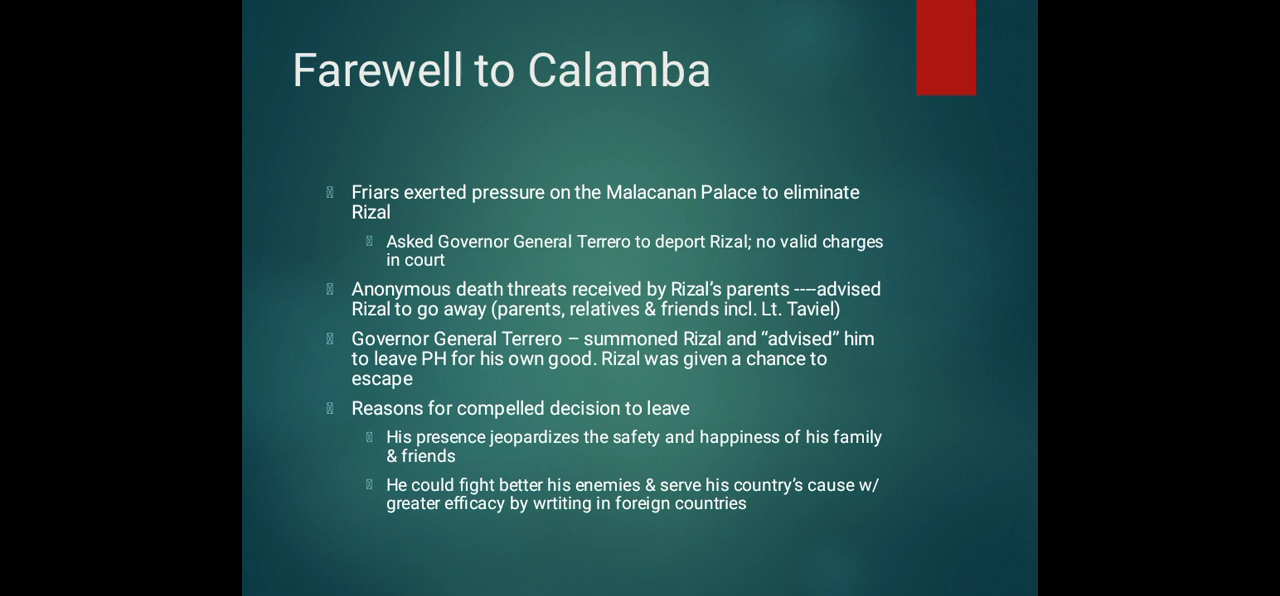 Farewell to Calamba
Friars exerted pressure on the Malacanan Palace to eliminate
Rizal
Asked Governor General Terrero to deport Rizal; no valid charges
in court
Anonymous death threats received by Rizal’s parents ----advised
Rizal to go away (parents, relatives & friends incl. Lt. Taviel)
Governor General Terrero – summoned Rizal and “advised” him
to leave PH for his own good. Rizal was given a chance to
escape
Reasons for compelled decision to leave
His presence jeopardizes the safety and happiness of his family
& friends
He could fight better his enemies & serve his country’s cause w/
greater efficacy by wrtiting in foreign countries